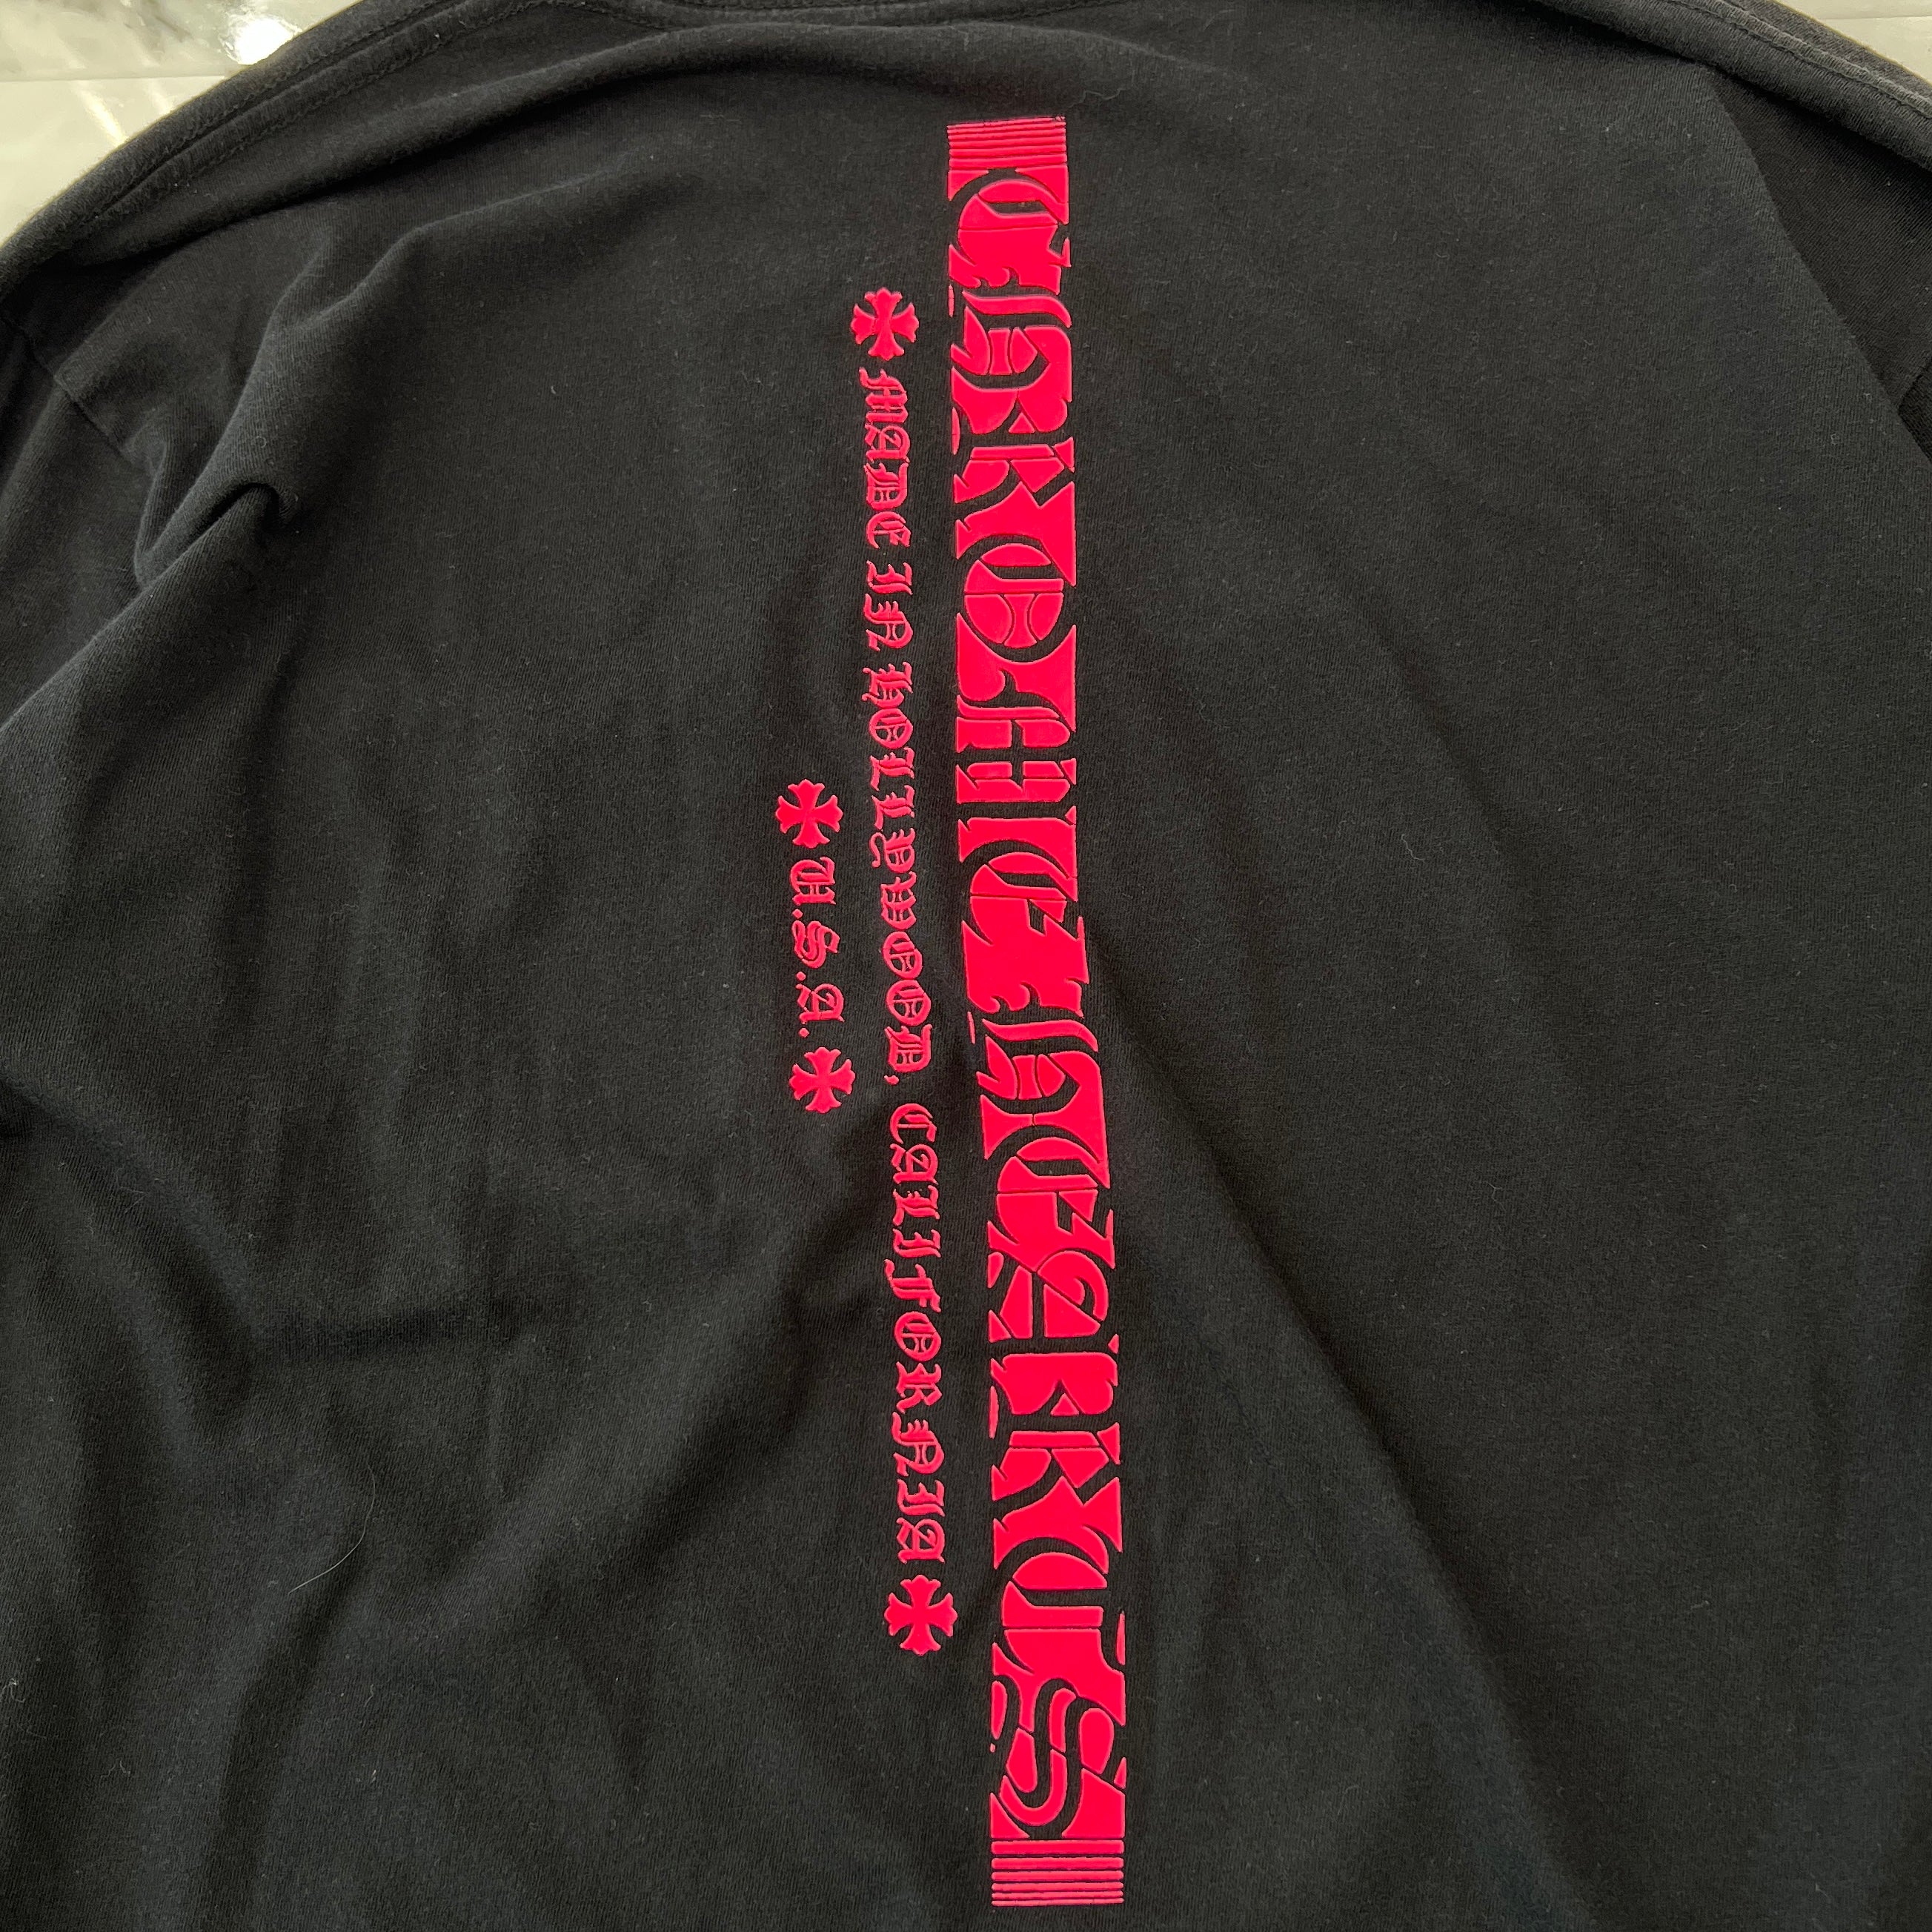 CHROME HEARTS
MADE IN HOLLYWOOD, CALIFORNIA
U.S.A.